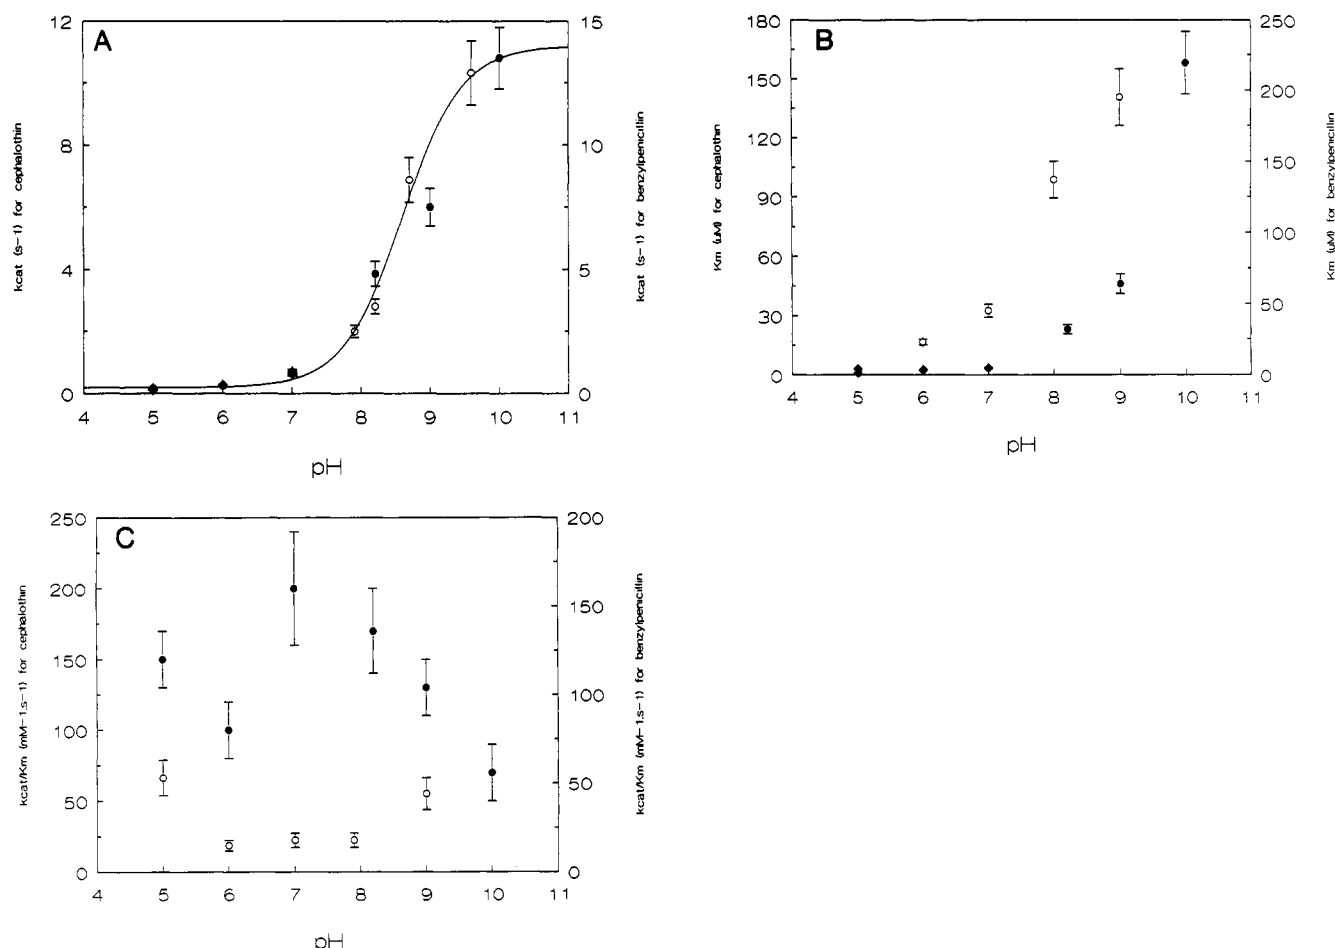 A
12
8
4
0
kcat (s-1) for cephalothin
15
10
5
0
kcat (s-1) for benzylpenicillin
4 5 6 7 8 9 10 11
pH
B
180
150
120
90
60
30
0
Km (uM) for cephalothin
250
200
150
100
50
0
Km (uM) for benzylpenicillin
4 5 6 7 8 9 10 11
pH
C
250
200
150
100
50
0
kcat/Km (mM-1.s-1) for cephalothin
200
150
100
50
0
kcat/Km (mM-1.s-1) for benzylpenicillin
4 5 6 7 8 9 10 11
pH